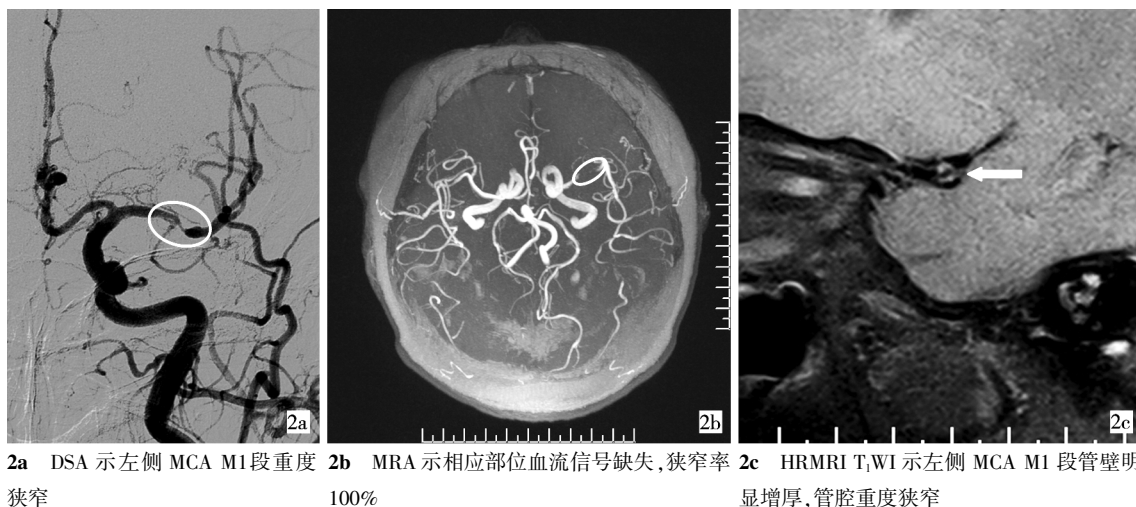 2a
2b
2c
2a DSA 示左侧 MCA M1段重度
狭窄
2b MRA 示相应部位血流信号缺失,狭窄率
100%
2c HRMRI T₁WI 示左侧 MCA M1 段管壁明
显增厚,管腔重度狭窄